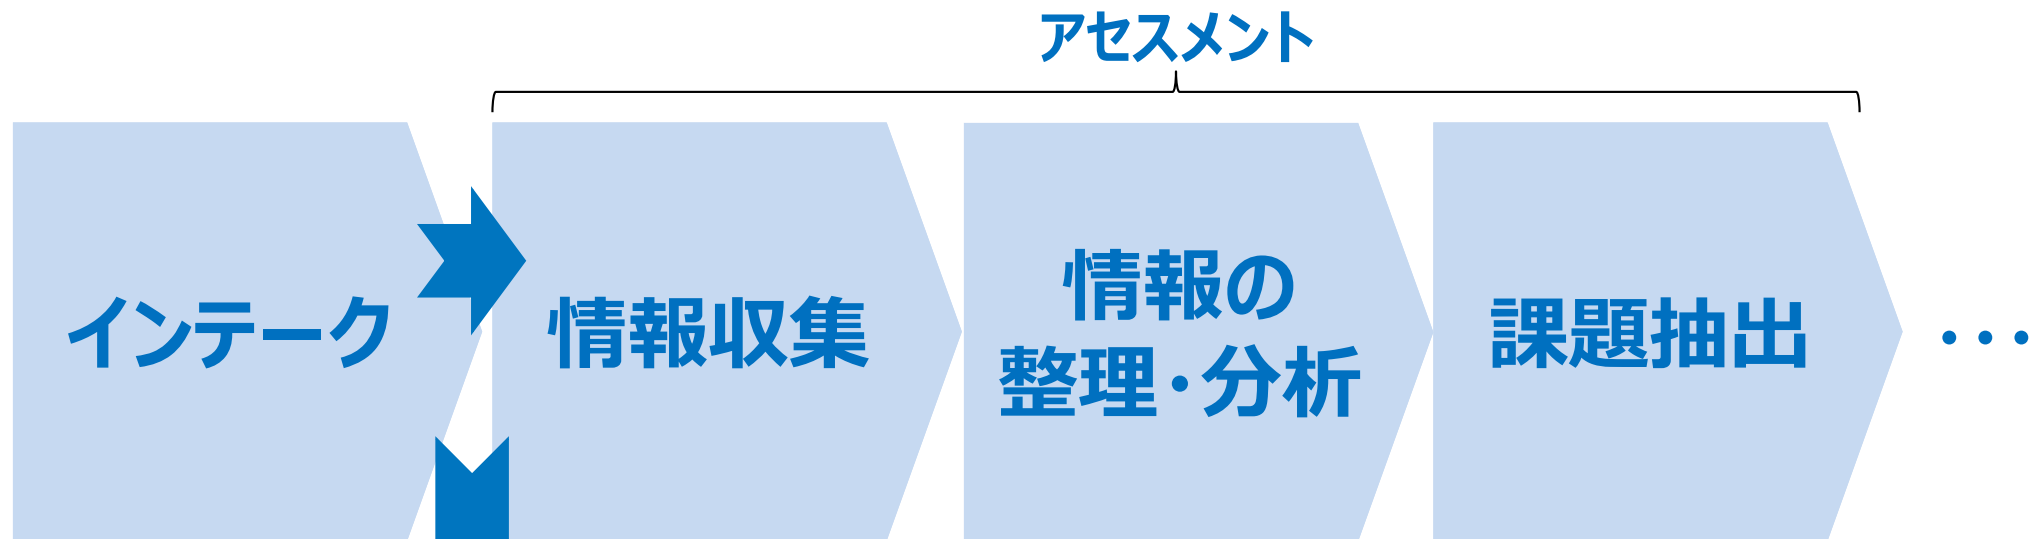 アセスメント
インテーク
情報収集
情報の
整理・分析
課題抽出
・・・